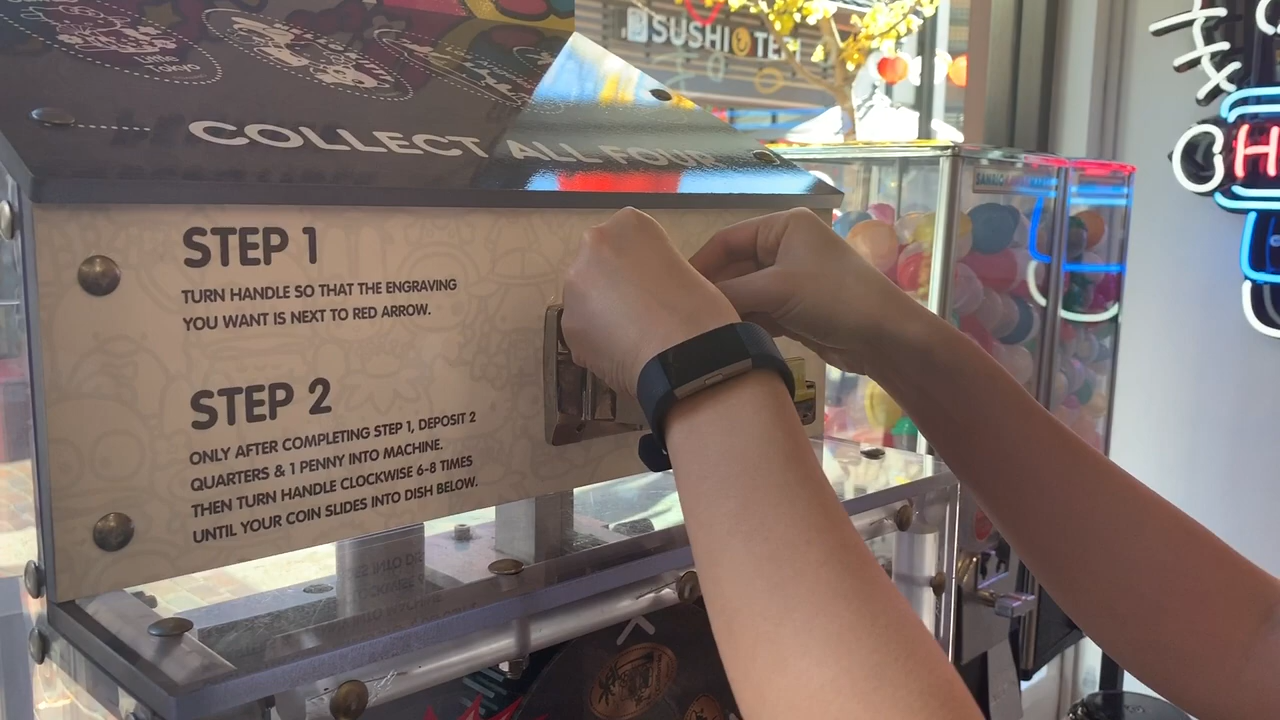 Little
Tokyo
SUSHI
COLLECT ALL FOUR
STEP 1
TURN HANDLE SO THAT THE ENGRAVING
YOU WANT IS NEXT TO RED ARROW.
STEP 2
ONLY AFTER COMPLETING STEP 1, DEPOSIT 2
QUARTERS & 1 PENNY INTO MACHINE.
THEN TURN HANDLE CLOCKWISE 6-8 TIMES
UNTIL YOUR COIN SLIDES INTO DISH BELOW.